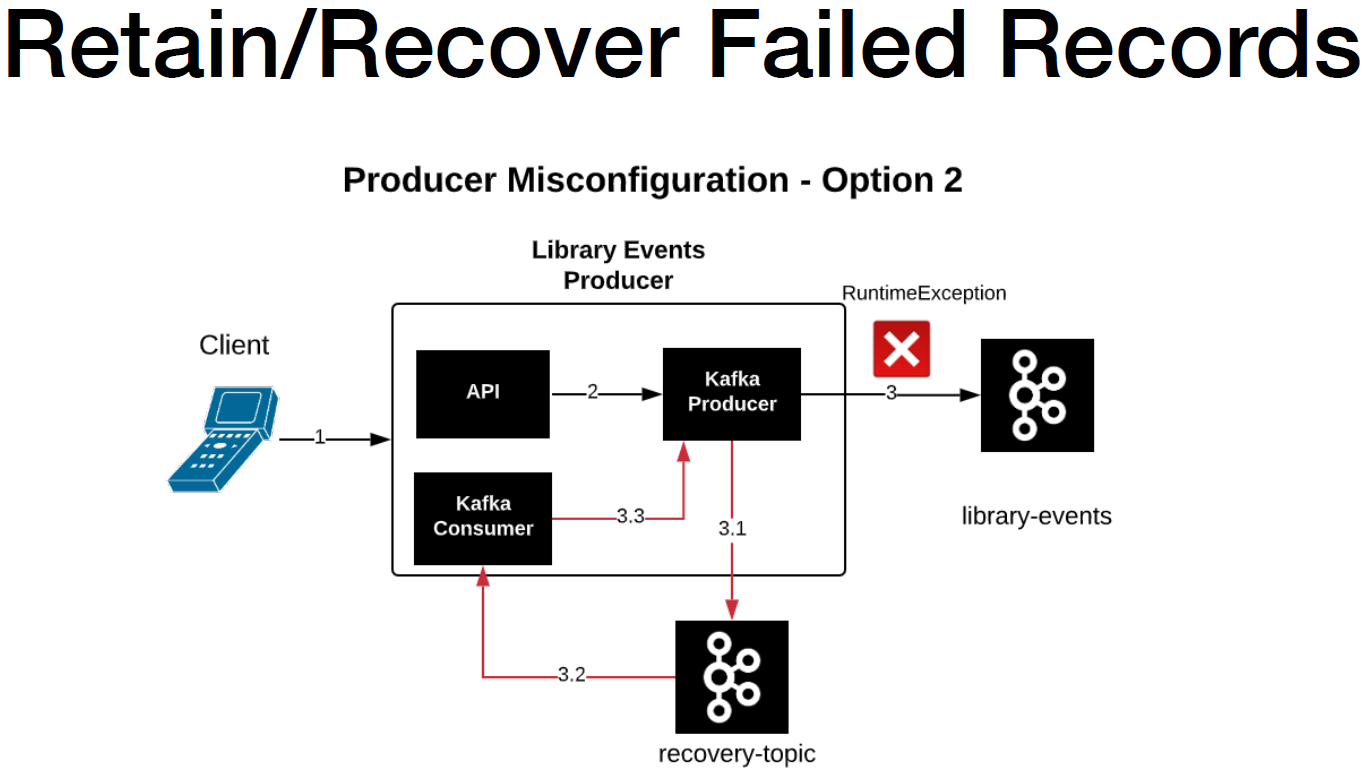 Retain/Recover Failed Records
Producer Misconfiguration - Option 2
Library Events
Producer
RuntimeException
Client
API
2
Kafka
Producer
3
1
Kafka
Consumer
3.3
3.1
library-events
3.2
recovery-topic